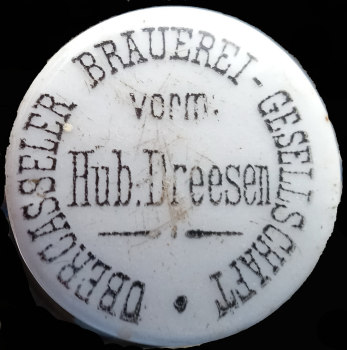 OBERCASSELER BRAUEREI-GESELLSCHAFT
vorm:
Hub. Dreesen